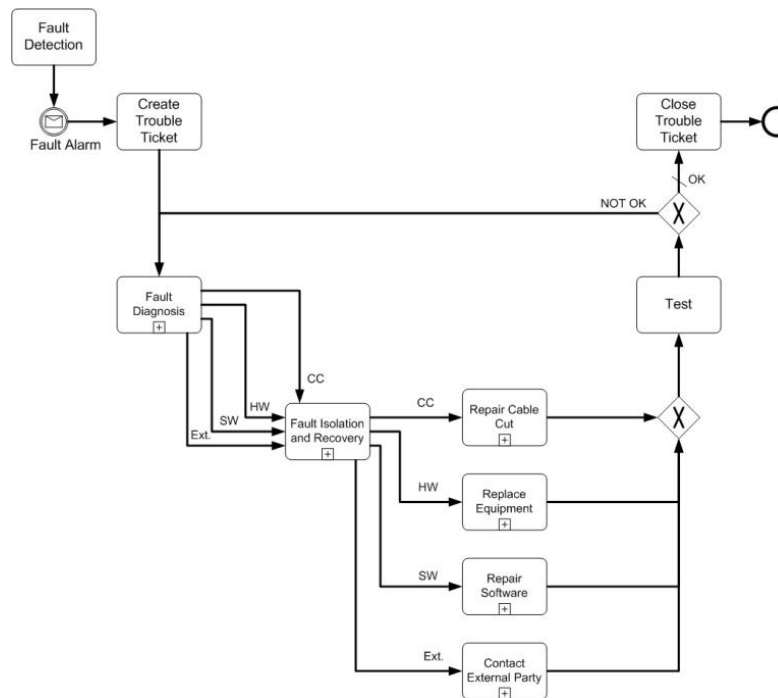 Fault
Detection
Fault Alarm
Create
Trouble
Ticket
Close
Trouble
Ticket
OK
NOT OK
Fault
Diagnosis
Test
CC
HW
SW
Ext.
Fault Isolation
and Recovery
CC
Repair Cable
Cut
HW
Replace
Equipment
SW
Repair
Software
Ext.
Contact
External Party